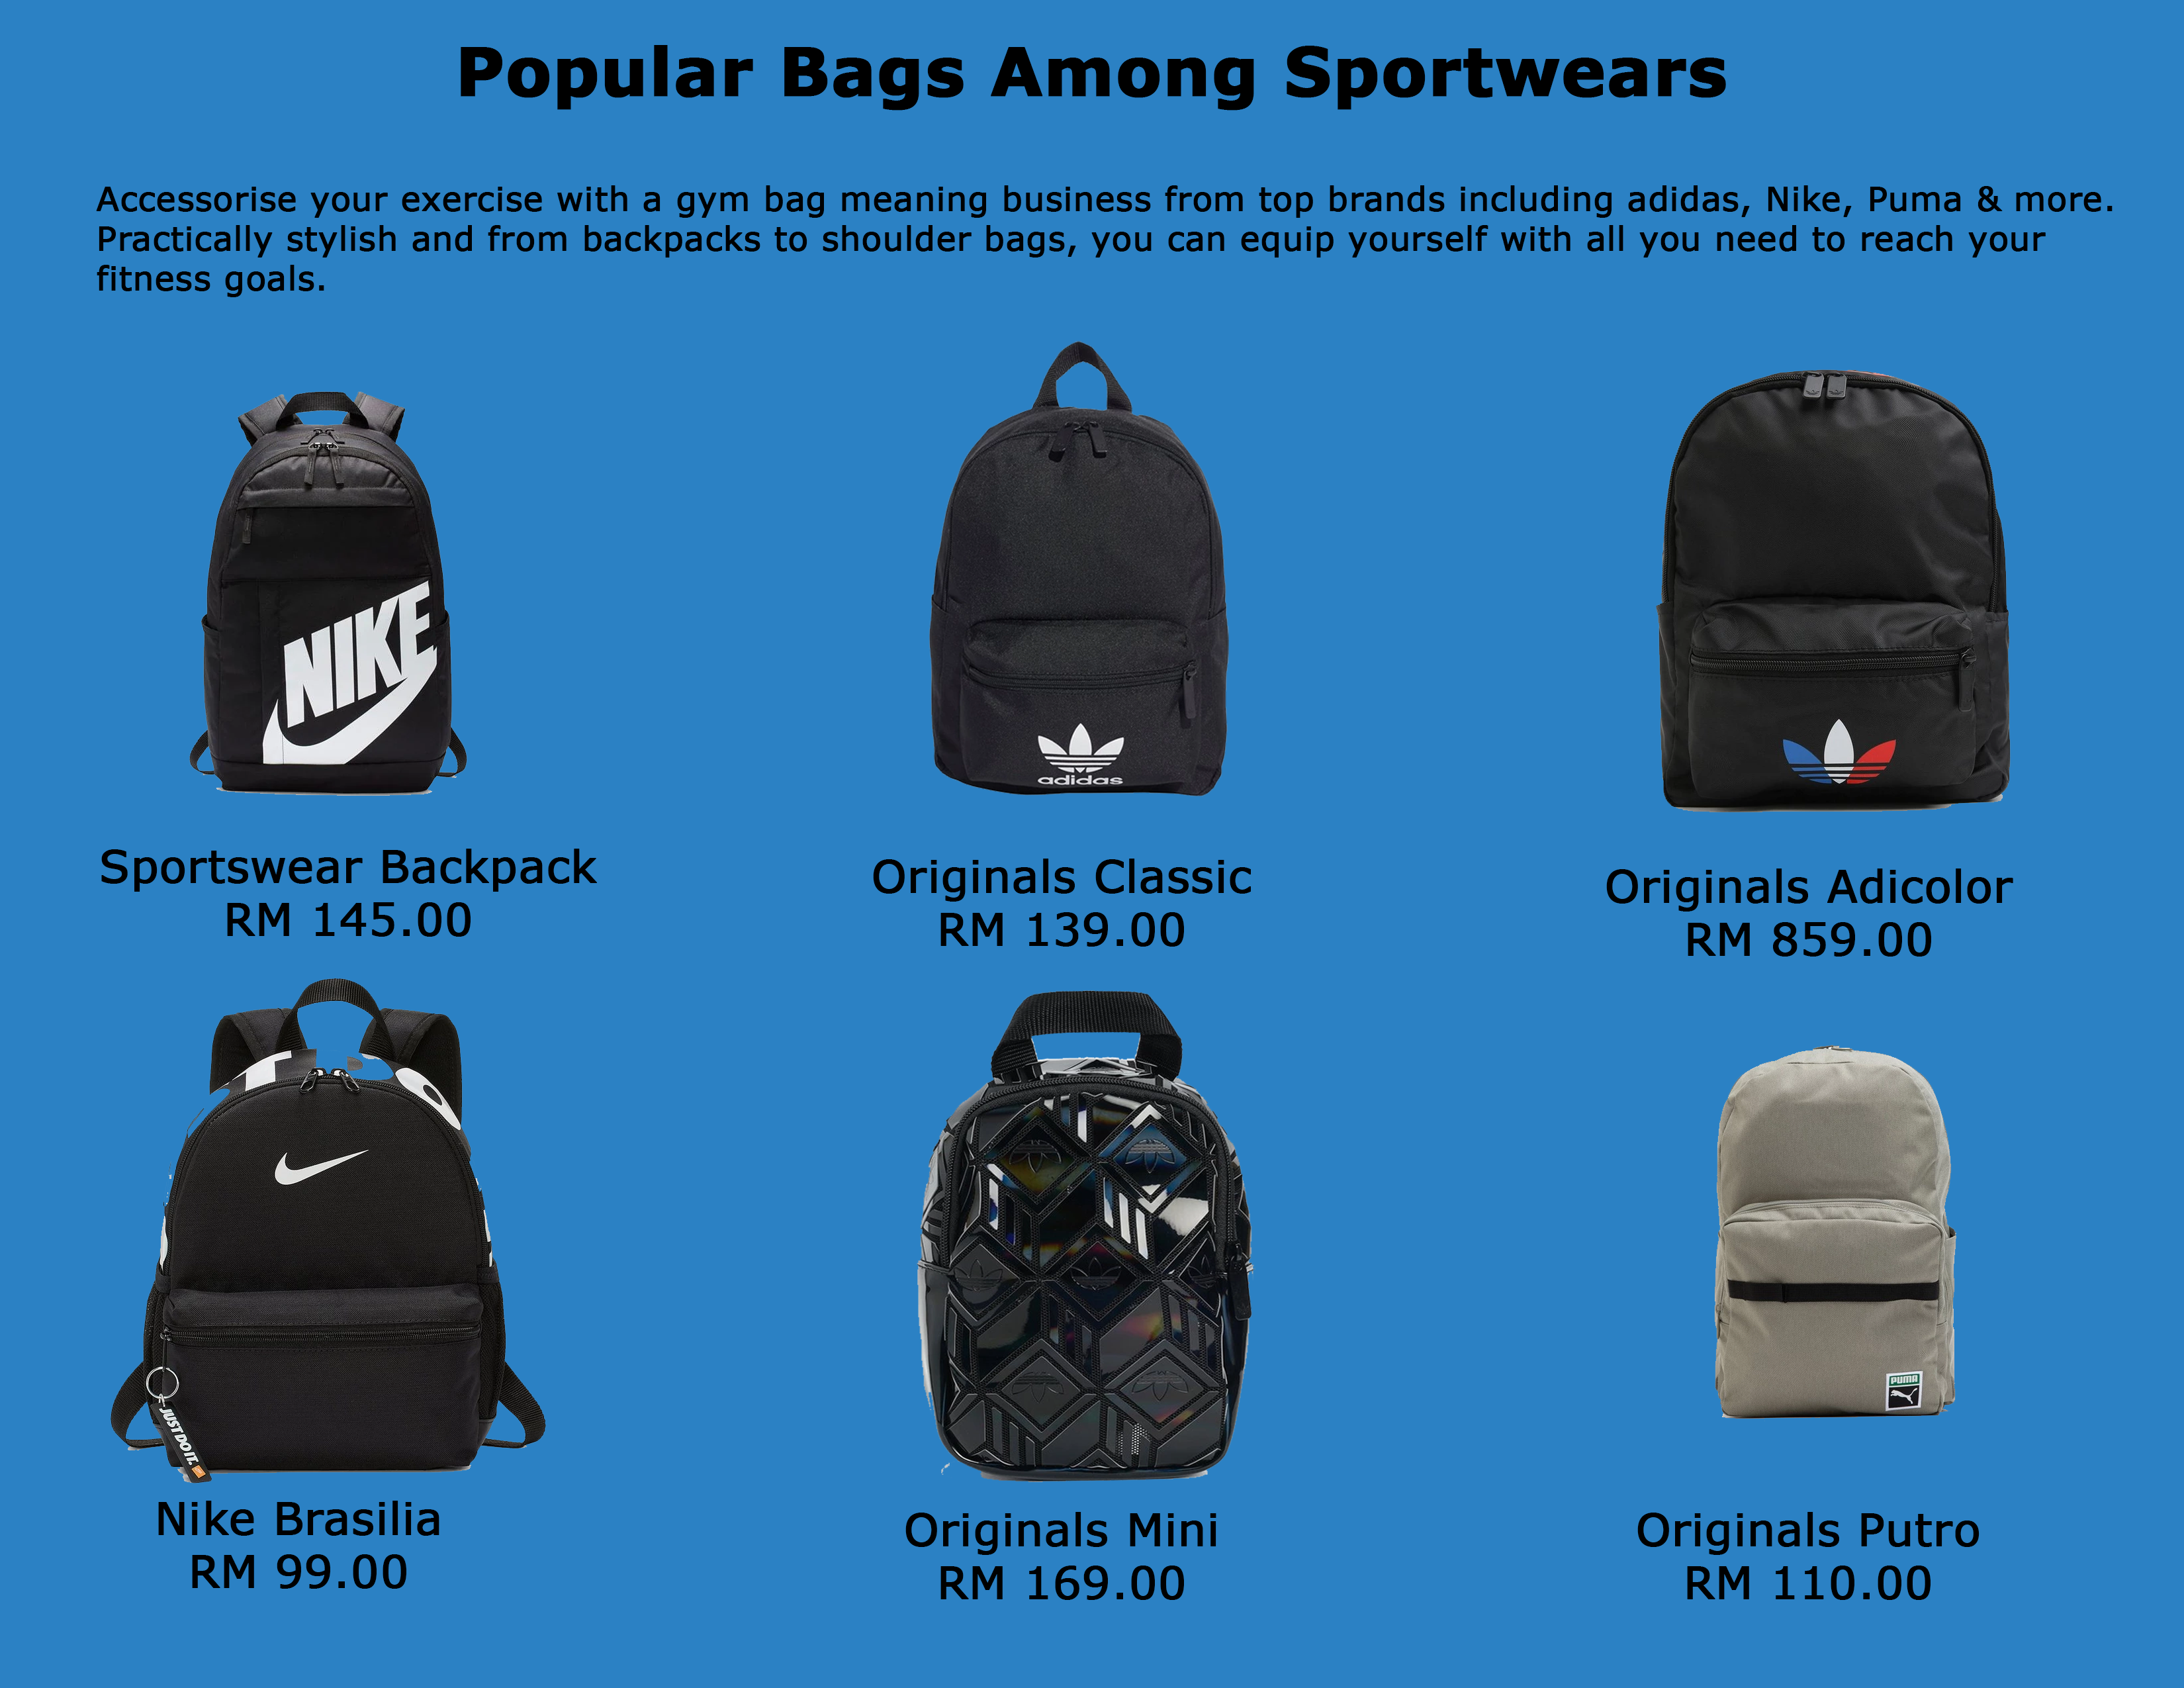 Popular Bags Among Sportwears
Accessorise your exercise with a gym bag meaning business from top brands including adidas, Nike, Puma & more.
Practically stylish and from backpacks to shoulder bags, you can equip yourself with all you need to reach your
fitness goals.
NIKE
adidas
Sportswear Backpack
RM 145.00
Originals Classic
RM 139.00
Originals Adicolor
RM 859.00
JUST DO IT.
PUMA
Nike Brasilia
RM 99.00
Originals Mini
RM 169.00
Originals Putro
RM 110.00